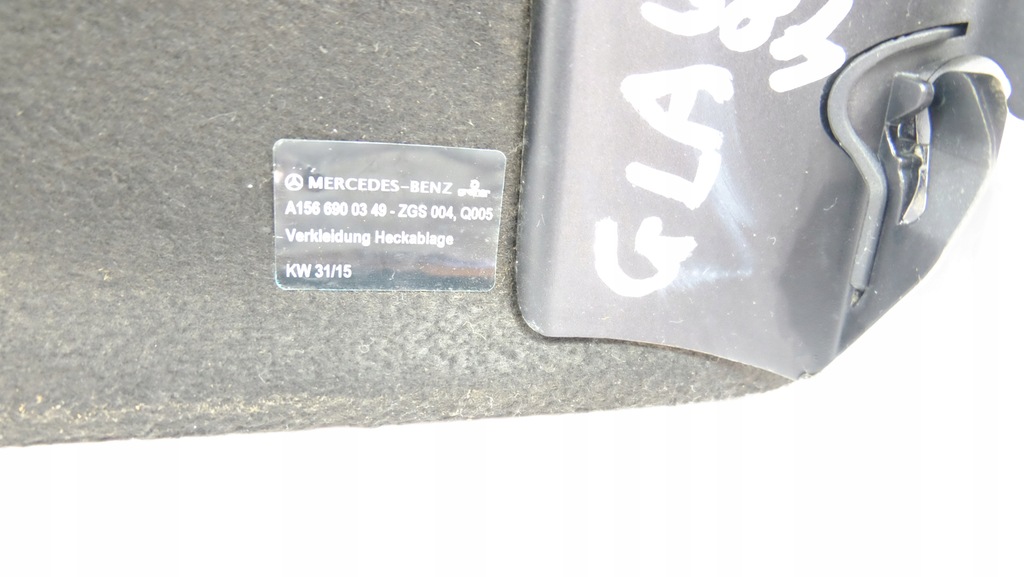 MERCEDES-BENZ
A156 690 03 49 - ZGS 004, Q005
Verkleidung Heckablage
KW 31/15
GLA